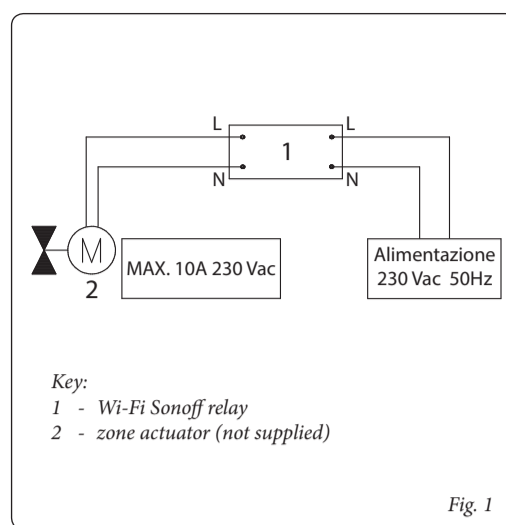 L L
1
N N
M
2
MAX. 10A 230 Vac
Alimentazione
230 Vac 50Hz
Key:
1 - Wi-Fi Sonoff relay
2 - zone actuator (not supplied)
Fig. 1